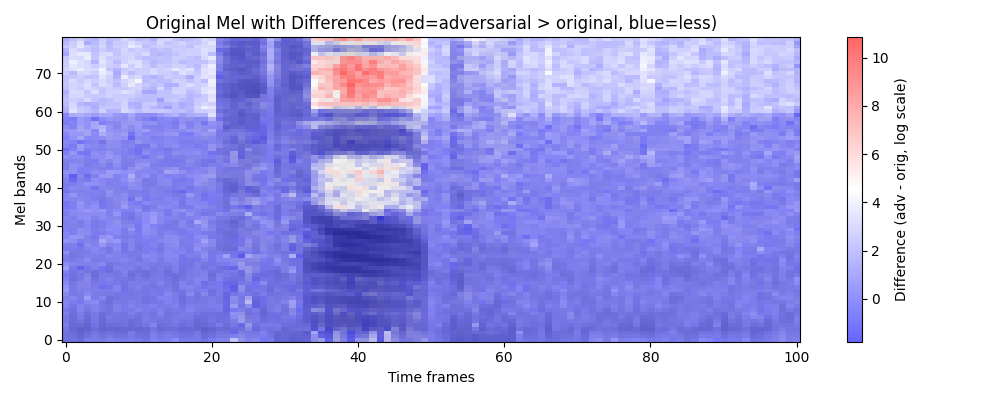 Original Mel with Differences (red=adversarial > original, blue=less)
Mel bands
70
60
50
40
30
20
10
0
0 20 40 60 80 100
Time frames
10
8
6
4
2
0
Difference (adv - orig, log scale)